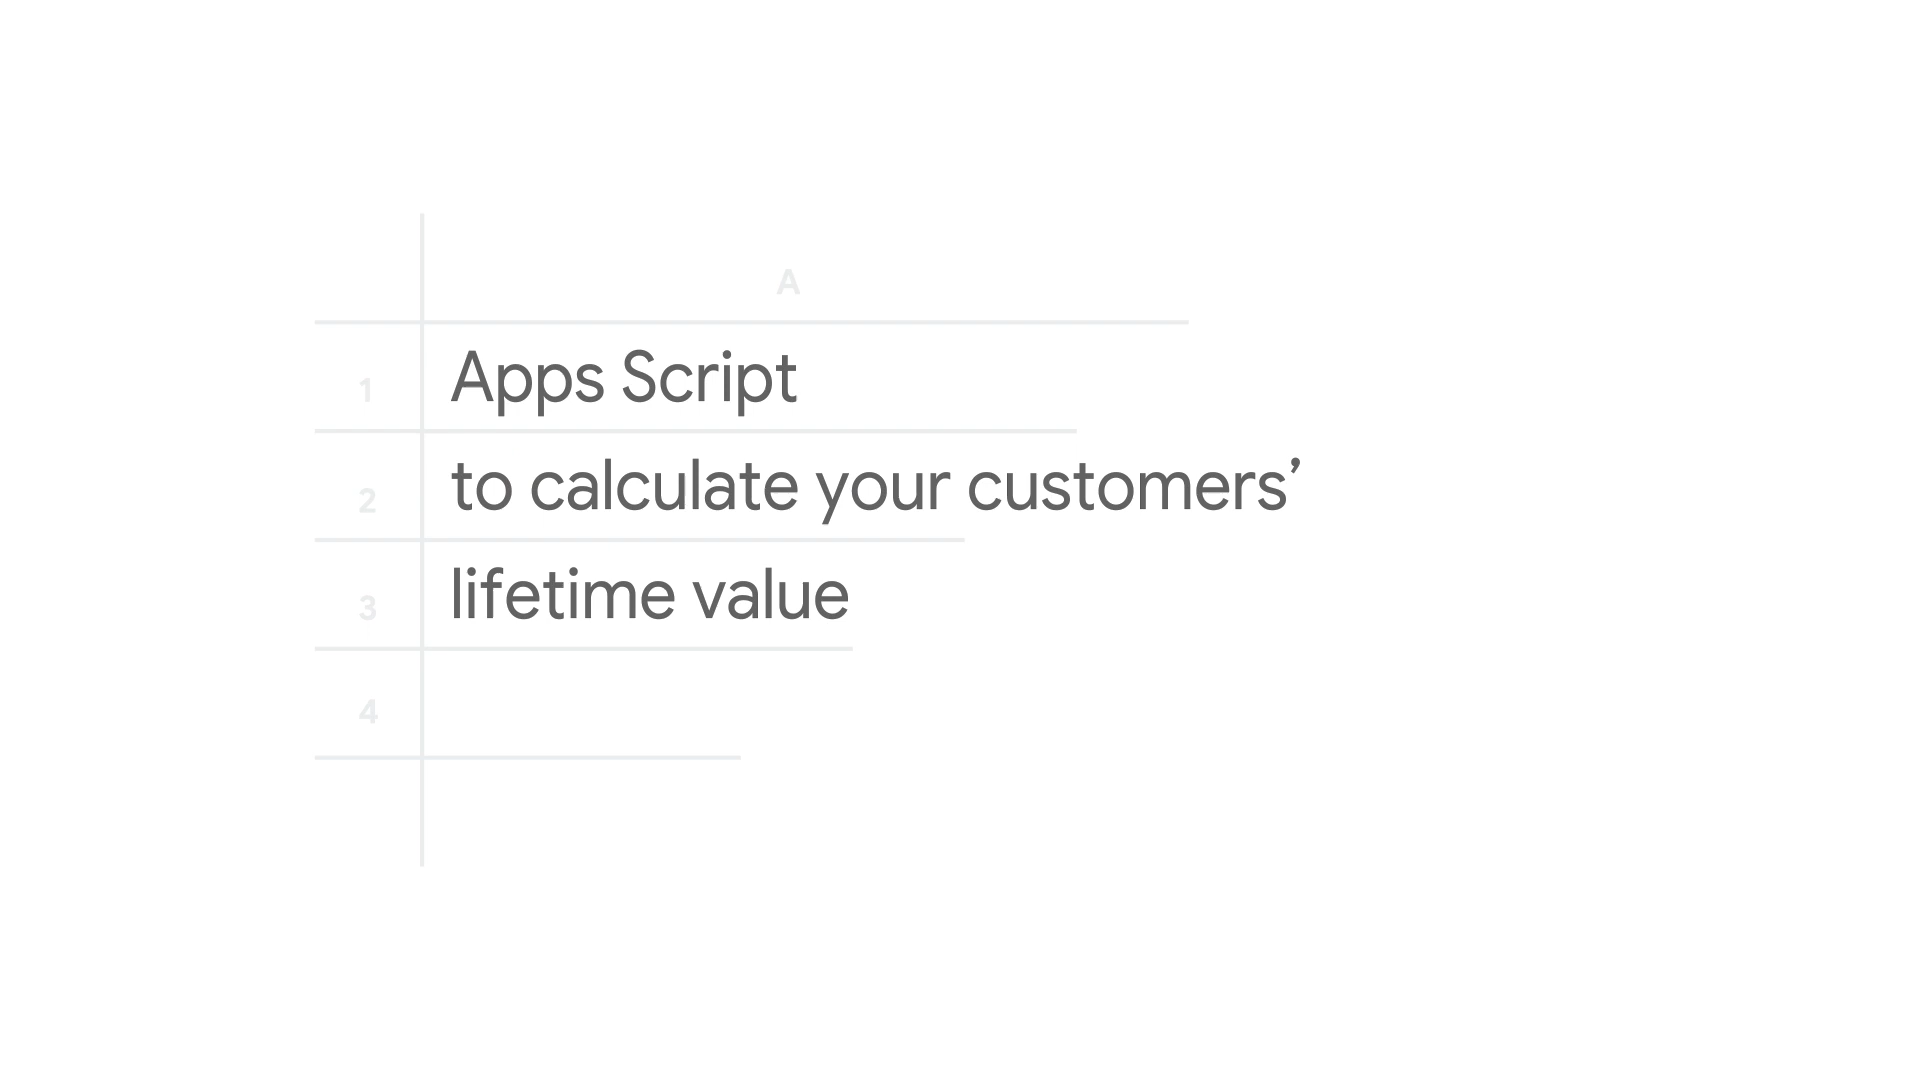 A
1 Apps Script
2 to calculate your customers’
3 lifetime value
4